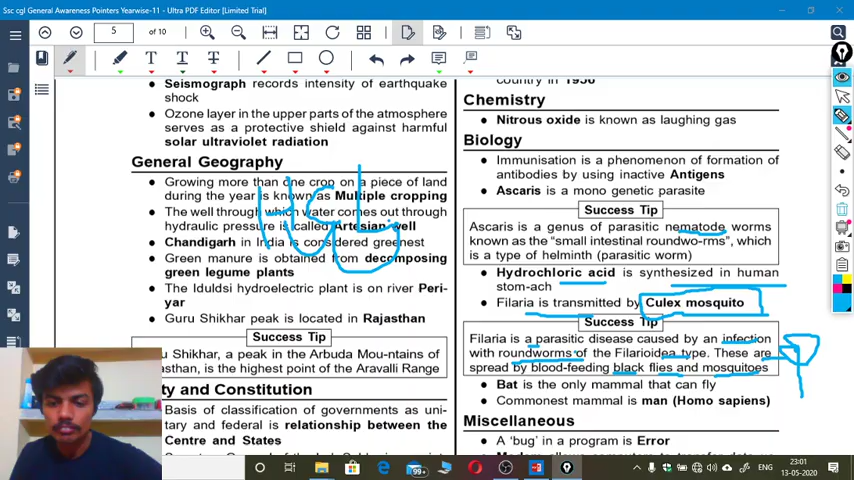 Ssc cgl General Awareness Pointers Yearwise-11 - Ultra PDF Editor [Limited Trial]
5 of 10
Seismograph records intensity of earthquake
shock
Ozone layer in the upper parts of the atmosphere
serves as a protective shield against harmful
solar ultraviolet radiation
General Geography
Growing more than one crop on a piece of land
during the year is known as Multiple cropping
The well through which water comes out through
hydraulic pressure is called Artesian well
Chandigarh in India is considered greenest
Green manure is obtained from decomposing
green legume plants
The Iduldsi hydroelectric plant is on river Peri-
yar
Guru Shikhar peak is located in Rajasthan
Success Tip
u Shikhar, a peak in the Arbuda Mou-ntains of
asthan, is the highest point of the Aravalli Range
ty and Constitution
Basis of classification of governments as uni-
tary and federal is relationship between the
Centre and States
country in 1956
Chemistry
Nitrous oxide is known as laughing gas
Biology
Immunisation is a phenomenon of formation of
antibodies by using inactive Antigens
Ascaris is a mono genetic parasite
Success Tip
Ascaris is a genus of parasitic nematode worms
known as the "small intestinal roundwo-rms", which
is a type of helminth (parasitic worm)
Hydrochloric acid is synthesized in human
stom-ach
Filaria is transmitted by Culex mosquito
Success Tip
Filaria is a parasitic disease caused by an infection
with roundworms of the Filarioidea type. These are
spread by blood-feeding black flies and mosquitoes
Bat is the only mammal that can fly
Commonest mammal is man (Homo sapiens)
Miscellaneous
A 'bug' in a program is Error
99+
ENG
23:01
13-05-2020